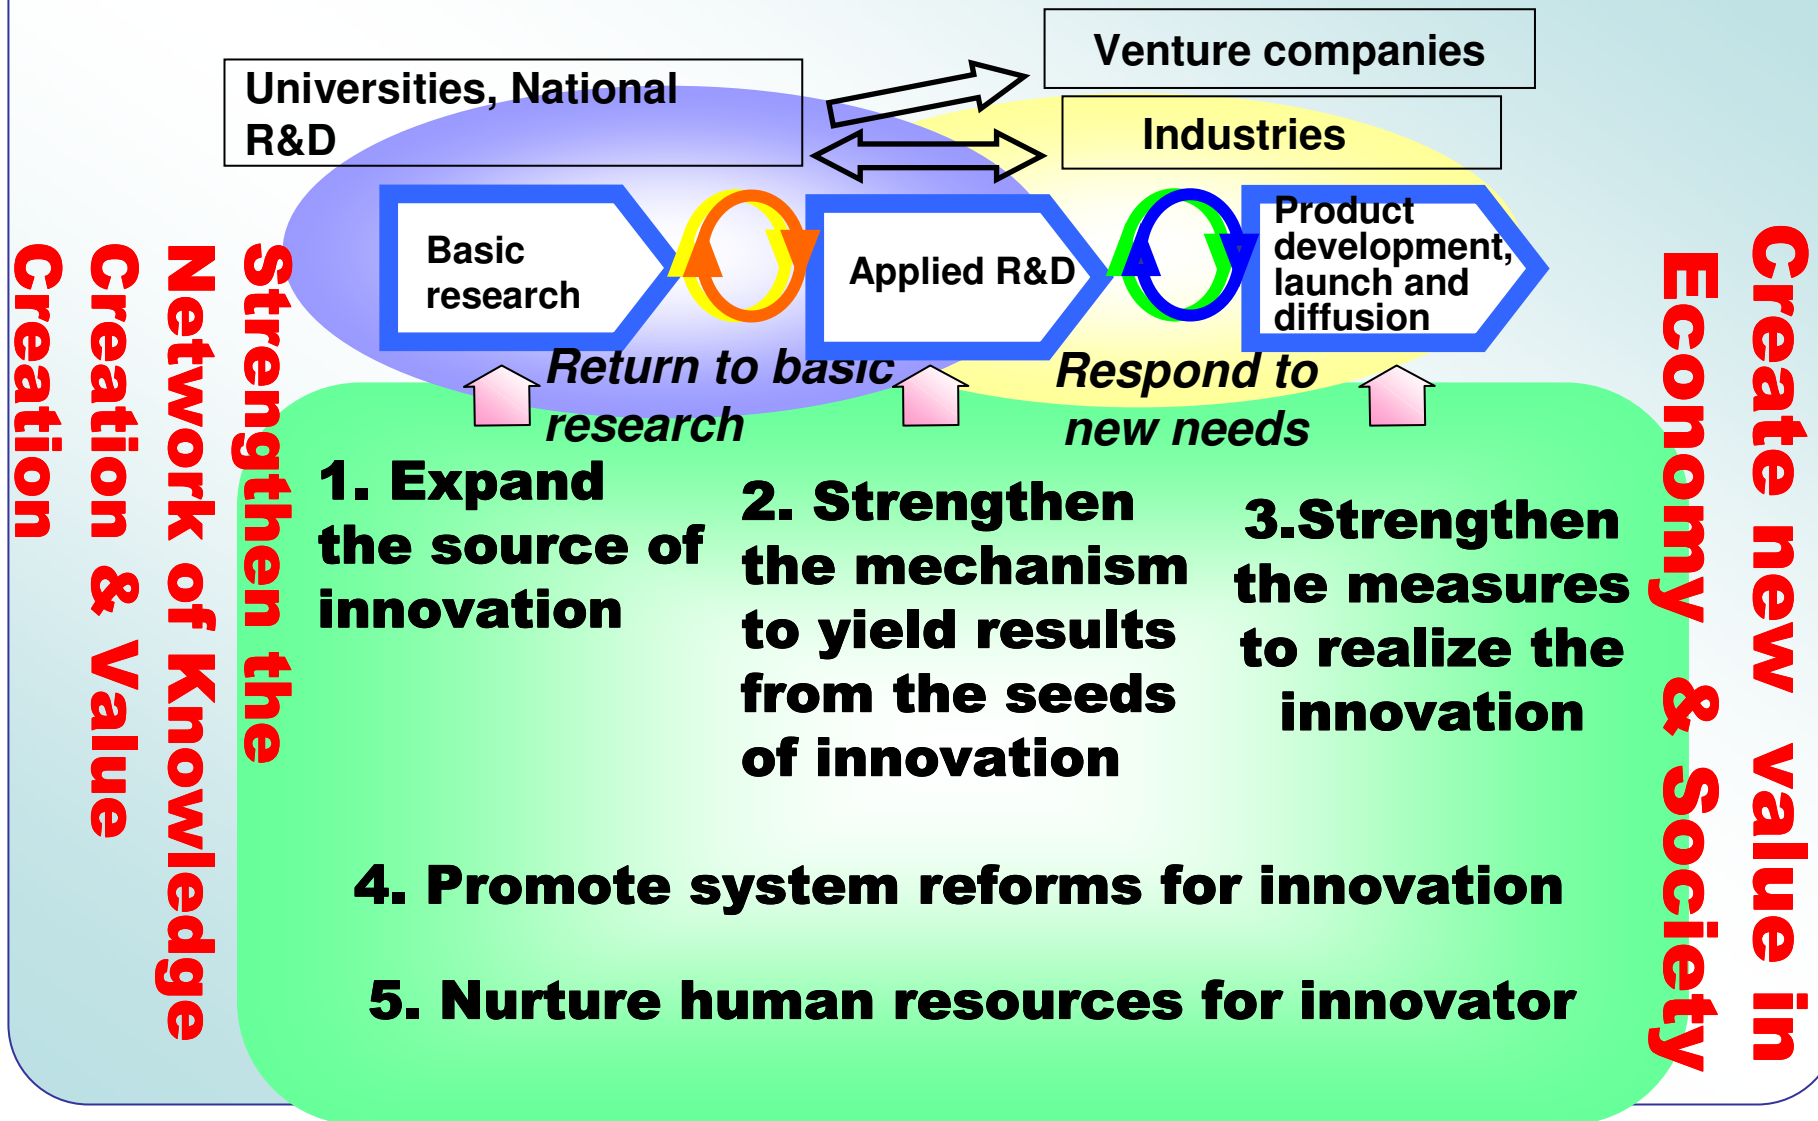 Venture companies
Universities, National
R&D
Industries
Basic
research
Applied R&D
Product
development,
launch and
diffusion
Return to basic
research
Respond to
new needs
Strengthen the
Network of Knowledge
Creation & Value
Creation
1. Expand
the source of
innovation
2. Strengthen
the mechanism
to yield results
from the seeds
of innovation
3.Strengthen
the measures
to realize the
innovation
4. Promote system reforms for innovation
5. Nurture human resources for innovator
Create new value in
Economy & Society